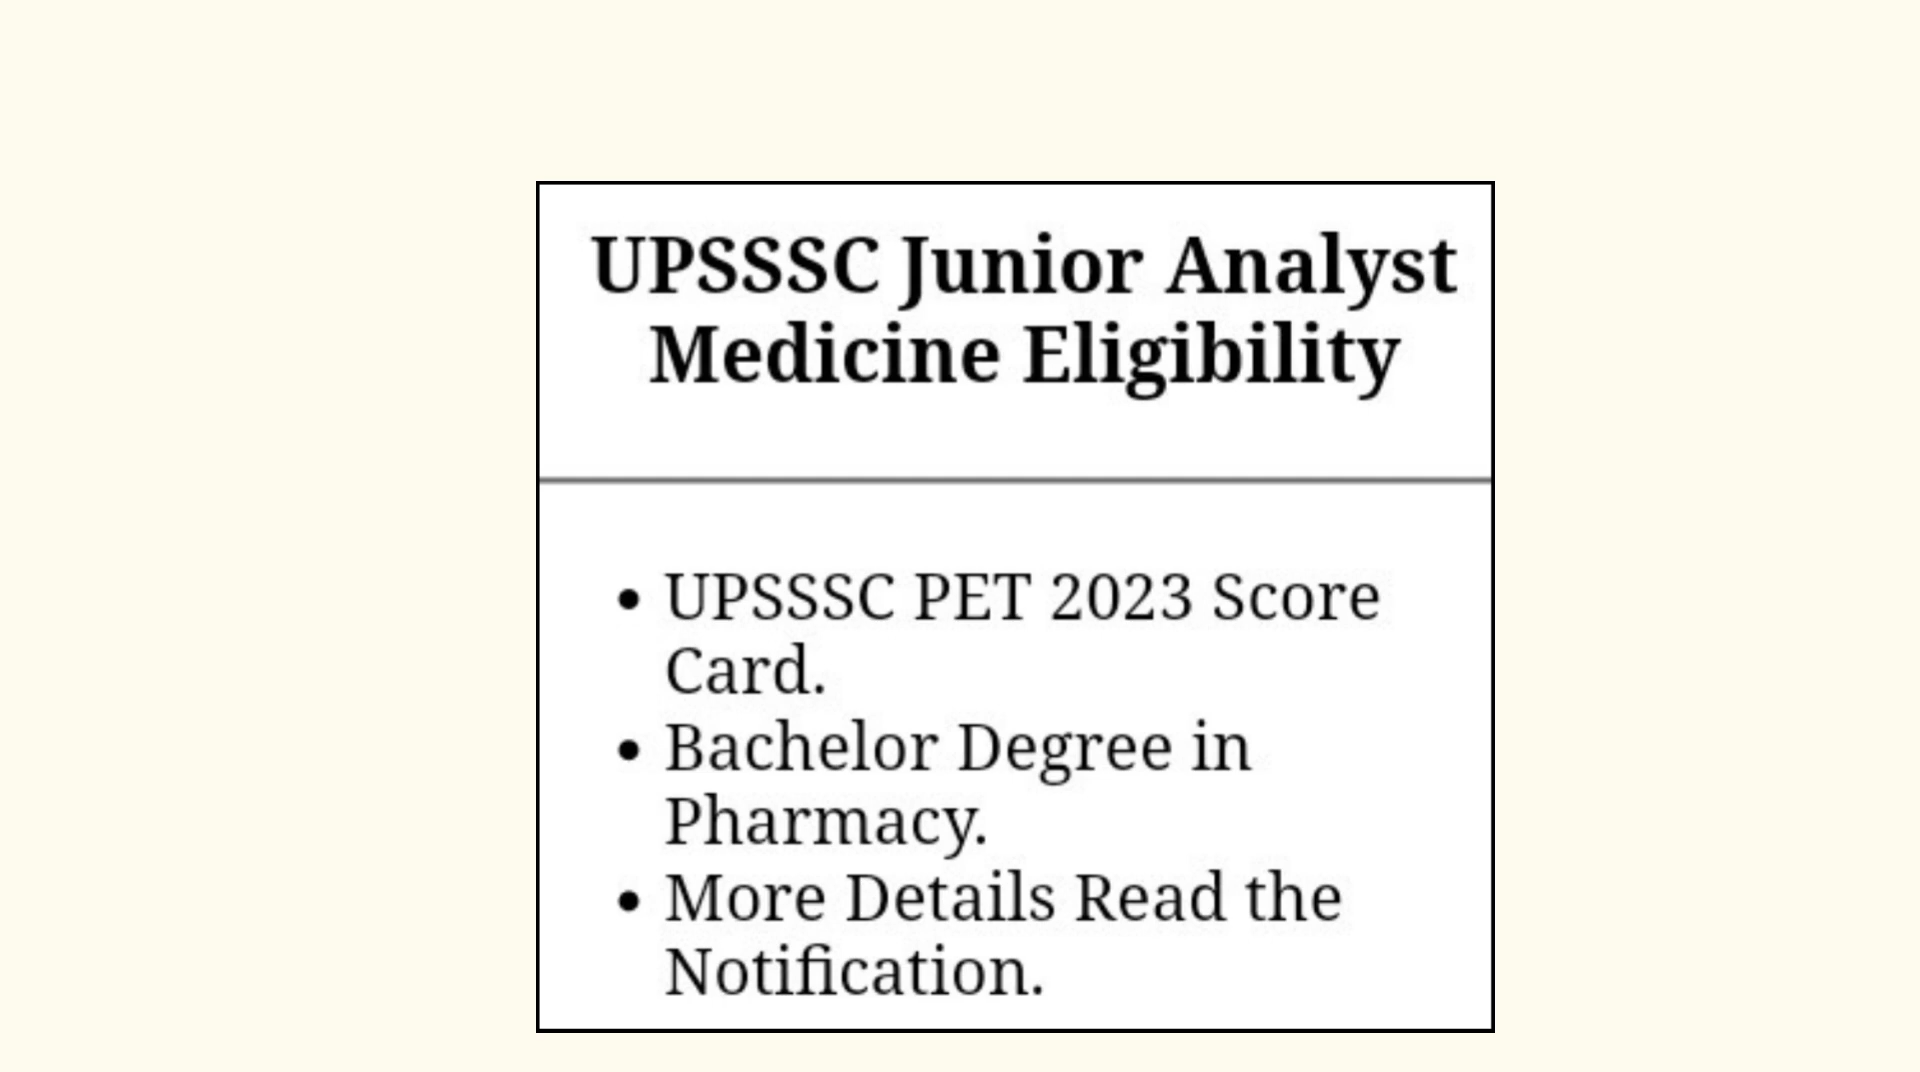 UPSSSC Junior Analyst
Medicine Eligibility
• UPSSSC PET 2023 Score
Card.
• Bachelor Degree in
Pharmacy.
• More Details Read the
Notification.